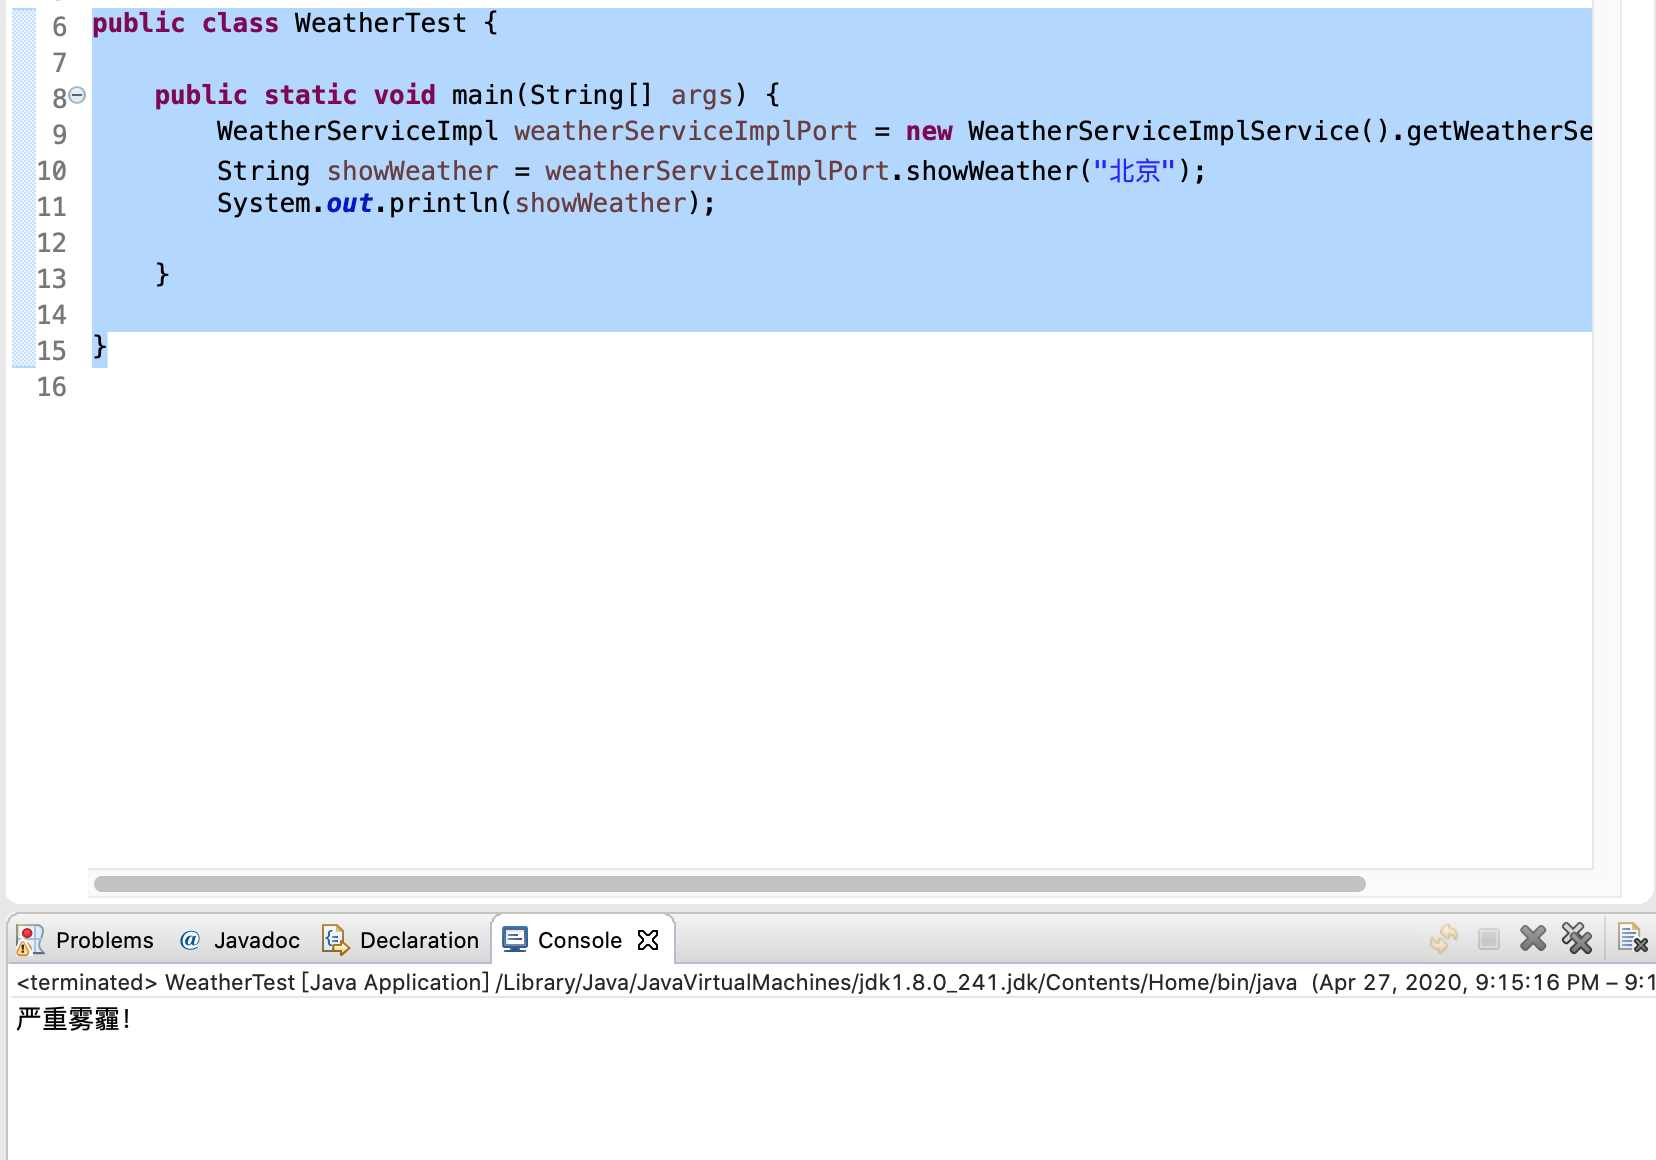 6 public class WeatherTest {
7
8 public static void main(String[] args) {
9 WeatherServiceImpl weatherServiceImplPort = new WeatherServiceImplService().getWeatherSe
10 String showWeather = weatherServiceImplPort.showWeather("北京");
11 System.out.println(showWeather);
12
13 }
14
15 }
16
Problems @ Javadoc Declaration Console
<terminated> WeatherTest [Java Application] /Library/Java/JavaVirtualMachines/jdk1.8.0_241.jdk/Contents/Home/bin/java (Apr 27, 2020, 9:15:16 PM – 9:1
严重雾霾!